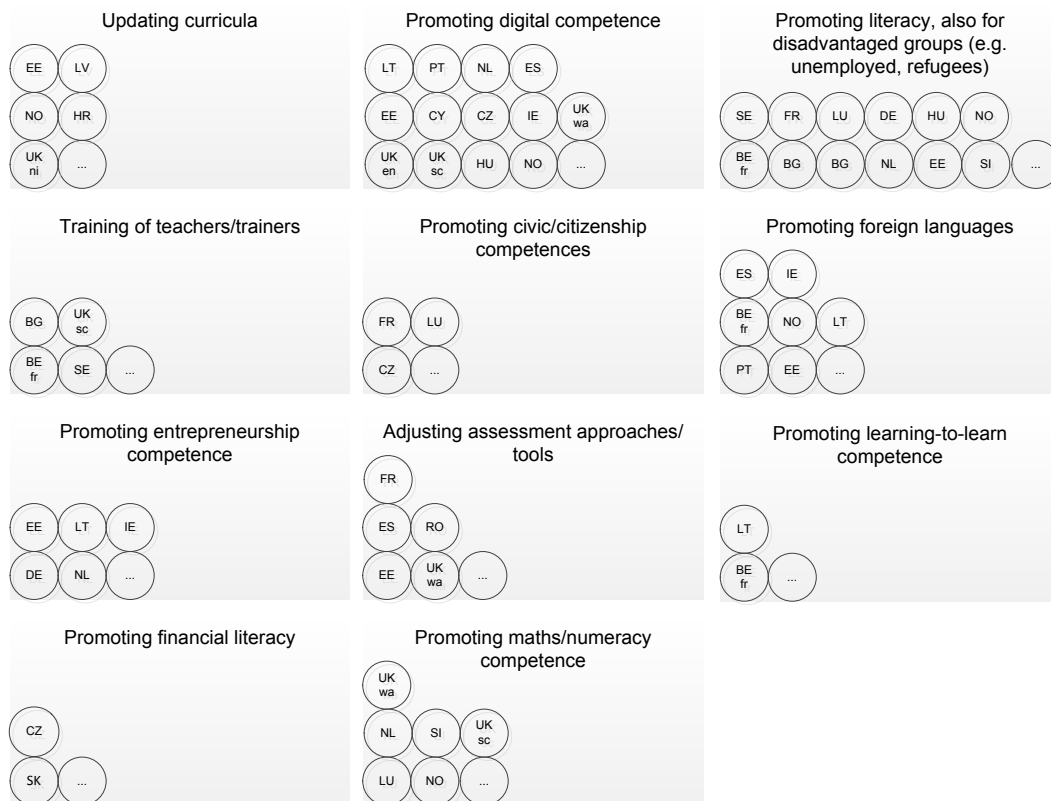 Updating curricula
EE LV
NO HR
UK
ni
...
Promoting digital competence
LT PT NL ES
EE CY CZ IE UK
wa
UK
en
UK
sc
HU NO ...
Promoting literacy, also for
disadvantaged groups (e.g.
unemployed, refugees)
SE FR LU DE HU NO
BE
fr
BG BG NL EE SI ...
Training of teachers/trainers
BG UK
sc
BE
fr
SE ...
Promoting civic/citizenship
competences
FR LU
CZ ...
Promoting foreign languages
ES IE
BE
fr
NO LT
PT EE ...
Promoting entrepreneurship
competence
EE LT IE
DE NL ...
Adjusting assessment approaches/
tools
FR
ES RO
EE UK
wa
...
Promoting learning-to-learn
competence
LT
BE
fr
...
Promoting financial literacy
CZ
SK ...
Promoting maths/numeracy
competence
UK
wa
NL SI UK
sc
LU NO ...